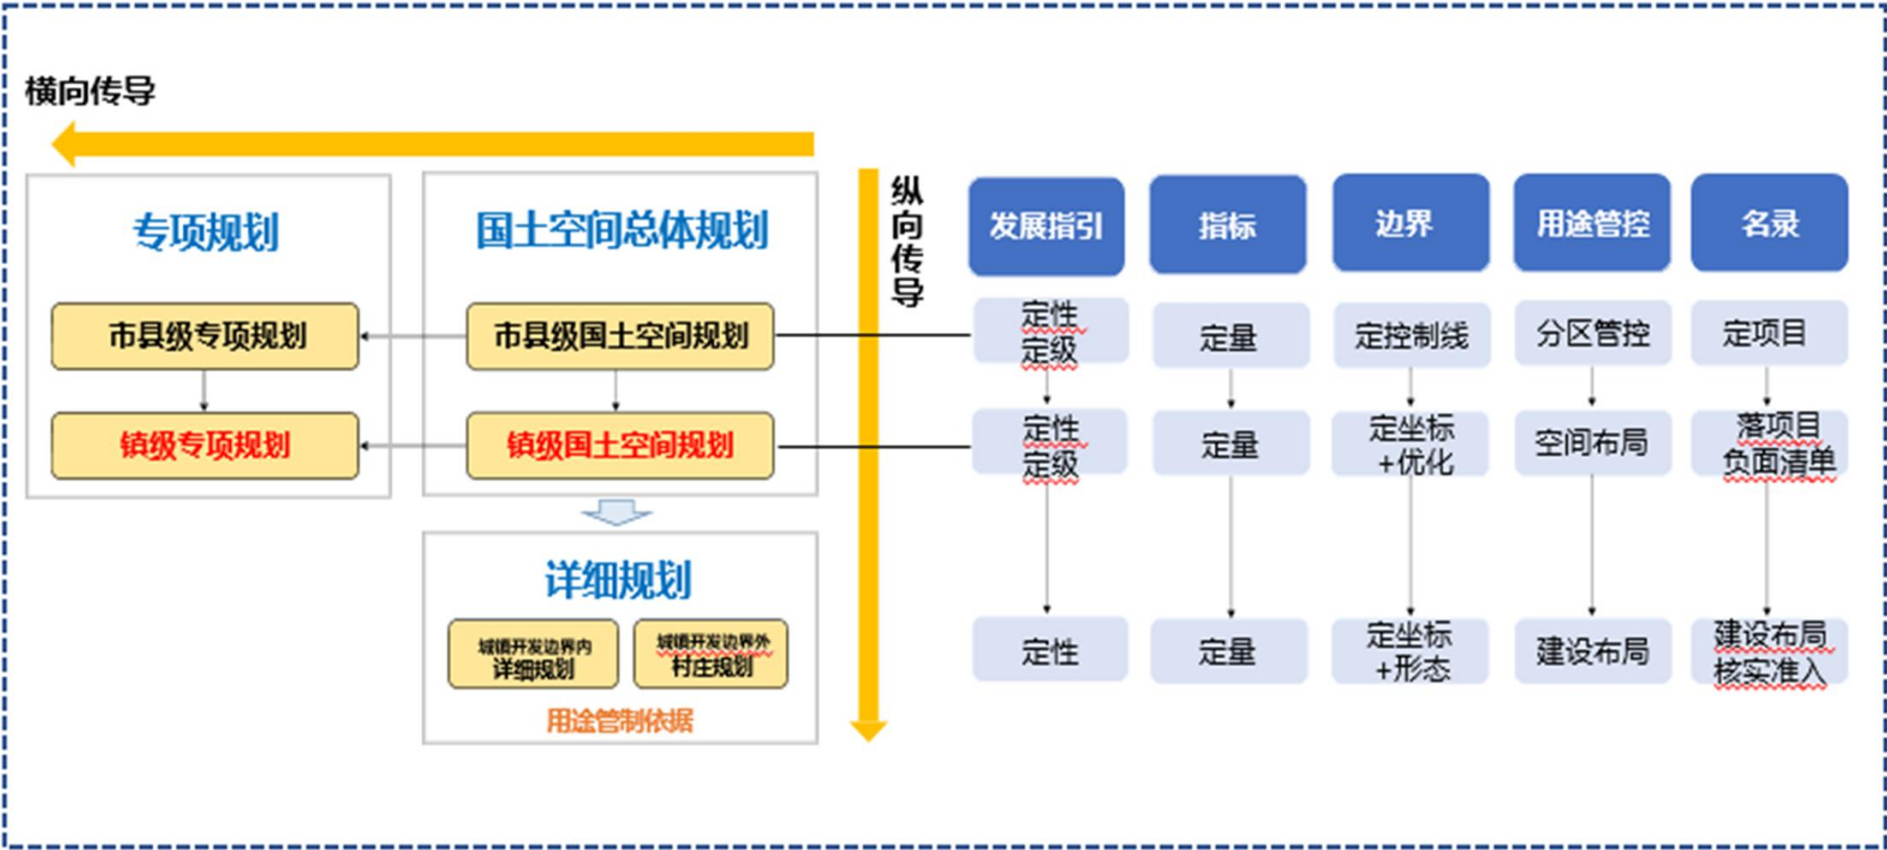 横向传导
专项规划
市县级专项规划
镇级专项规划
国土空间总体规划
市县级国土空间规划
镇级国土空间规划
详细规划
城镇开发边界内
详细规划
城镇开发边界外
村庄规划
用途管制依据
纵向传导
发展指引
指标
边界
用途管控
名录
定性
定级
定量
定控制线
分区管控
定项目
定性
定级
定量
定坐标
+优化
空间布局
落项目
负面清单
定性
定量
定坐标
+形态
建设布局
建设布局
核实准入